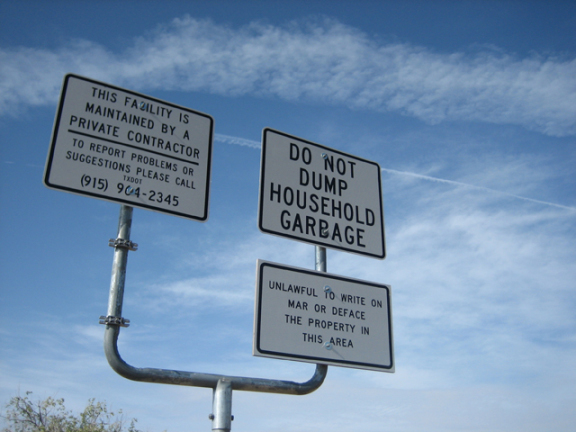 THIS FACILITY IS
MAINTAINED BY A
PRIVATE CONTRACTOR
TO REPORT PROBLEMS OR
SUGGESTIONS PLEASE CALL
TXDOT
(915) 904-2345
DO NOT
DUMP
HOUSEHOLD
GARBAGE
UNLAWFUL TO WRITE ON
MAR OR DEFACE
THE PROPERTY IN
THIS AREA